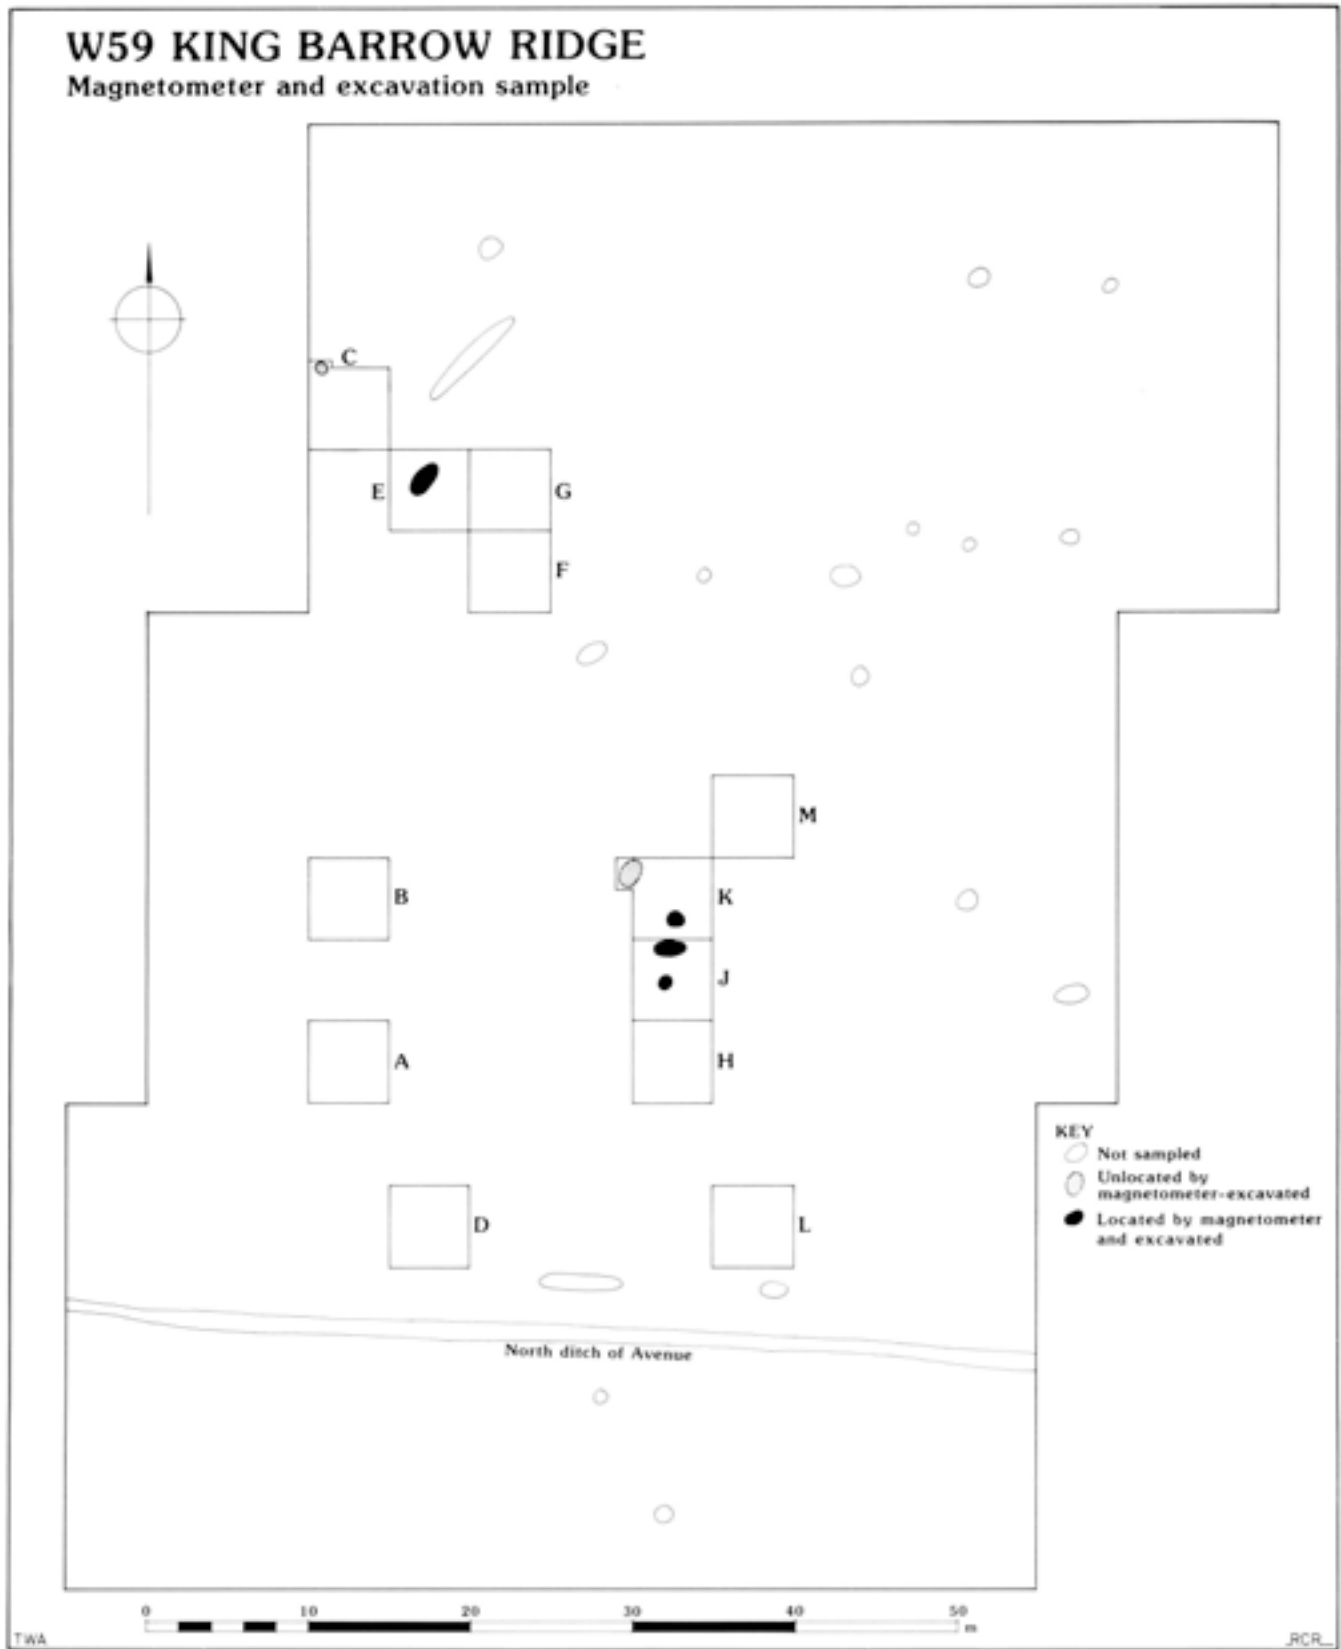 W59 KING BARROW RIDGE
Magnetometer and excavation sample
C
E
G
F
M
B
K
J
A
H
KEY
Not sampled
Unlocated by
magnetometer-excavated
Located by magnetometer
and excavated
D
L
North ditch of Avenue
0 10 20 30 40 50
m
TWA
RCR